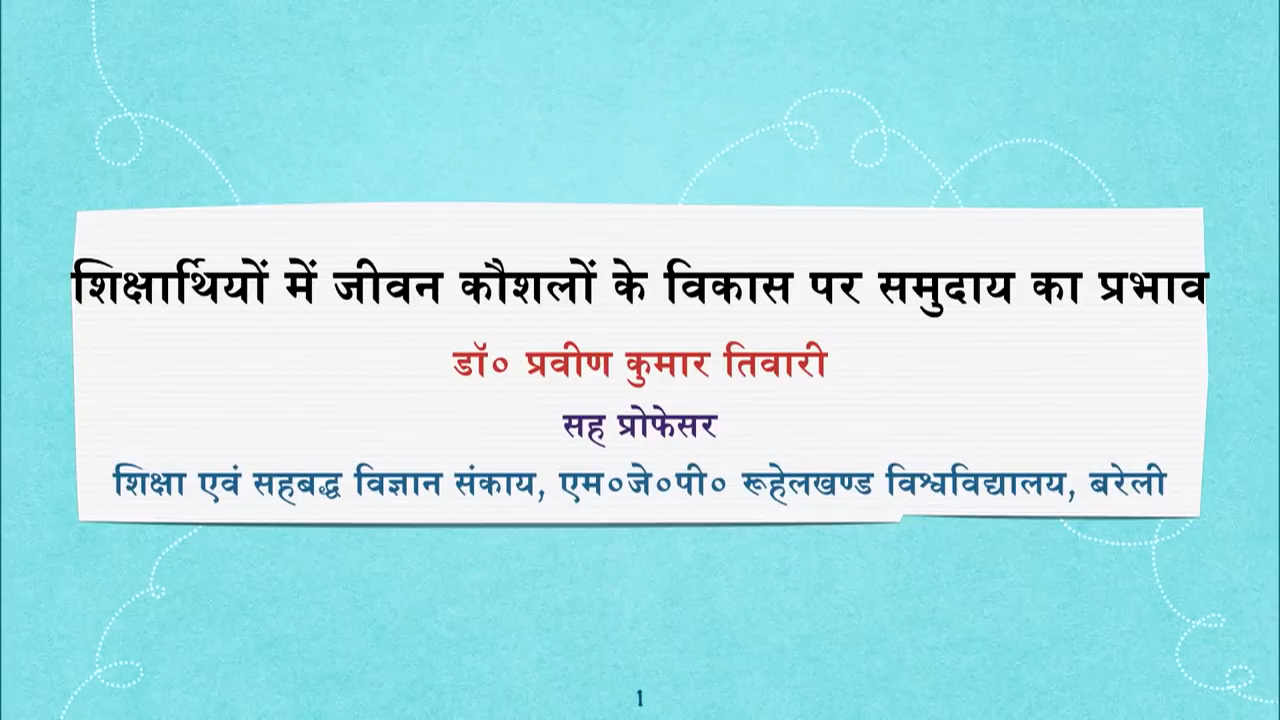 शिक्षार्थियों में जीवन कौशलों के विकास पर समुदाय का प्रभाव
डॉ० प्रवीण कुमार तिवारी
सह प्रोफेसर
शिक्षा एवं सहबद्ध विज्ञान संकाय, एम०जे०पी० रूहेलखण्ड विश्वविद्यालय, बरेली
1